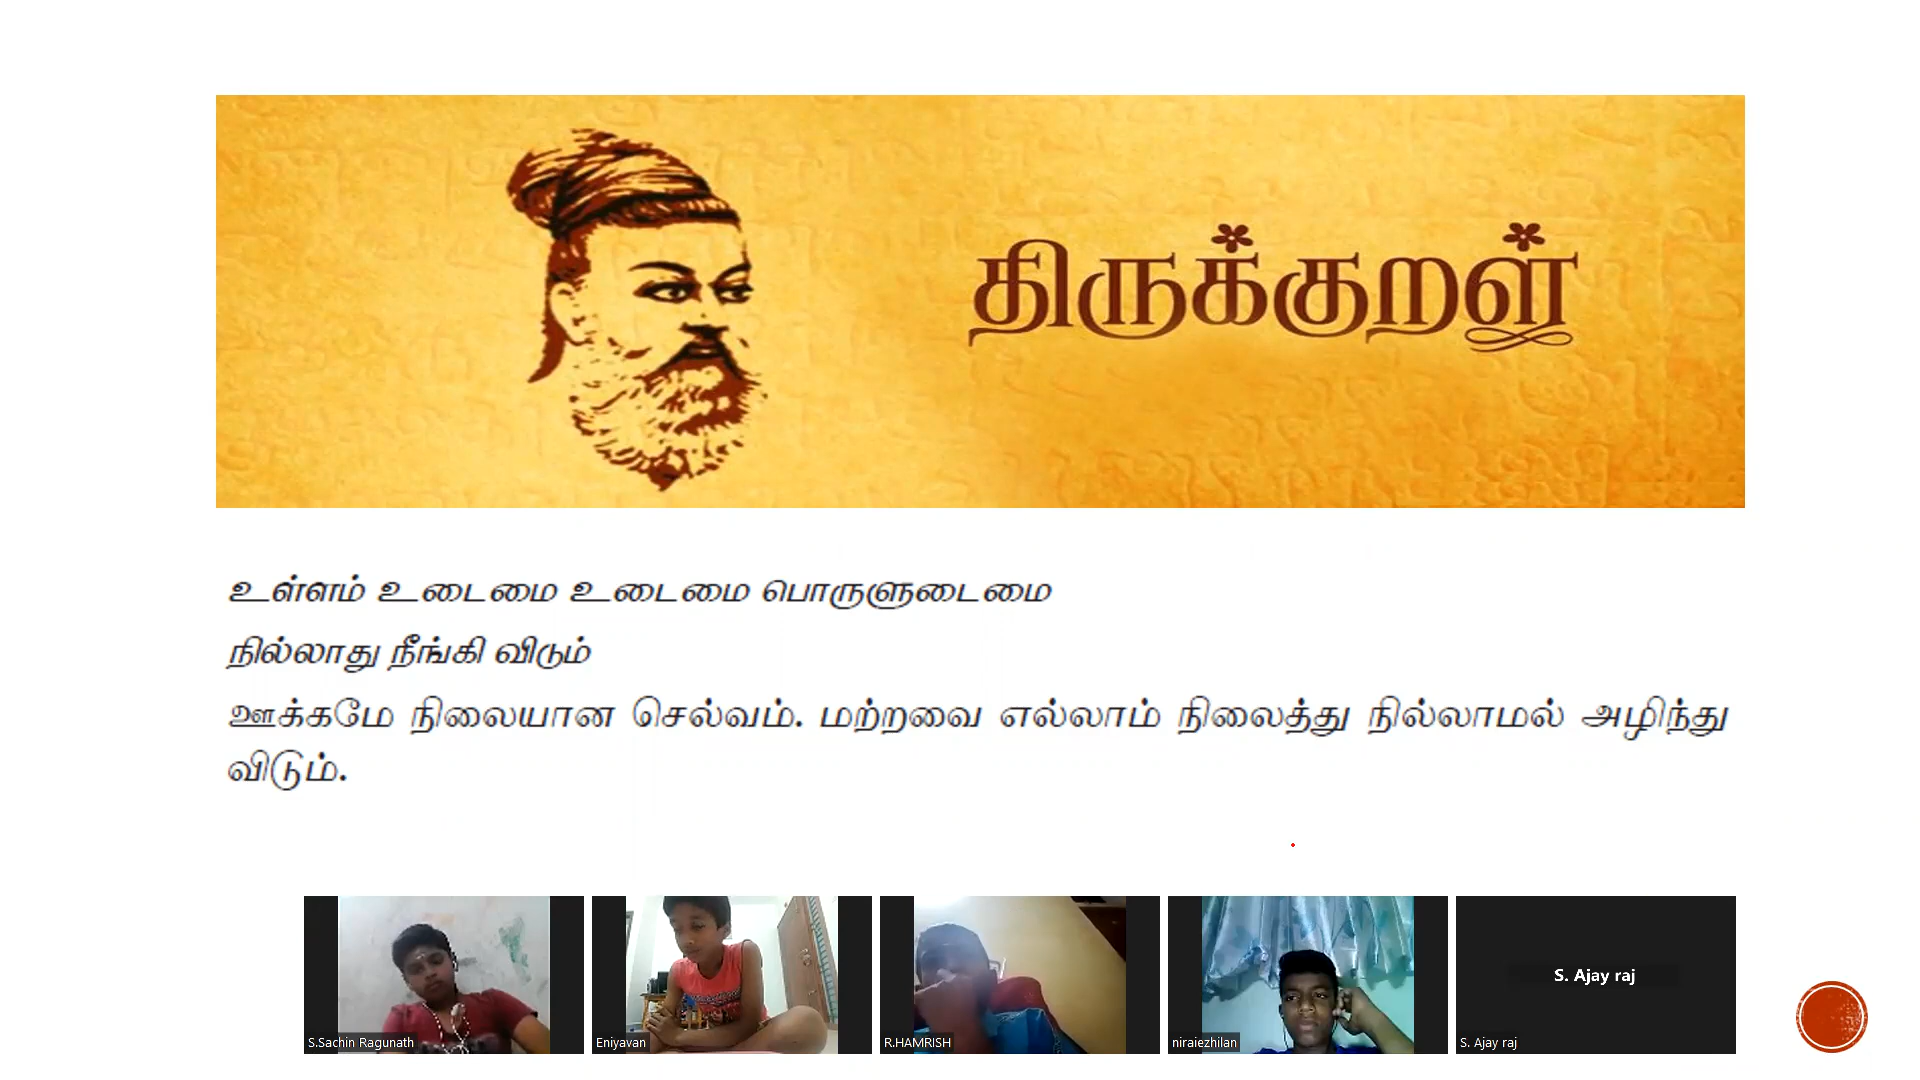 திருக்குறள்
உள்ளம் உடைமை உடைமை பொருளுடைமை
நில்லாது நீங்கி விடும்
ஊக்கமே நிலையான செல்வம். மற்றவை எல்லாம் நிலைத்து நில்லாமல் அழிந்து
விடும்.
S. Ajay raj
S.Sachin Ragunath
Eniyavan
R.HAMRISH
niraiezhilan
S. Ajay raj